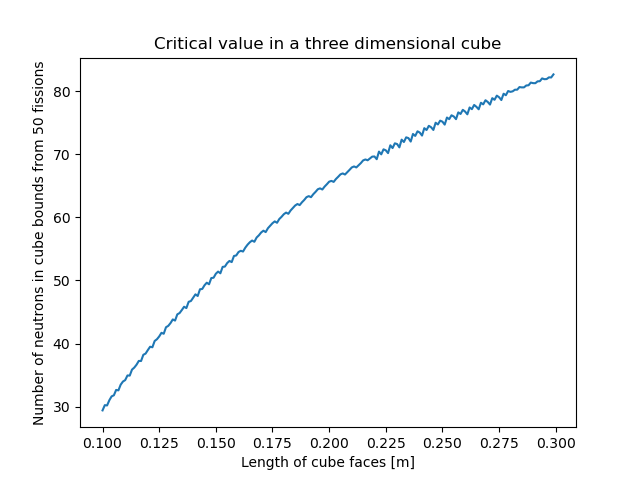 Critical value in a three dimensional cube
Number of neutrons in cube bounds from 50 fissions
80
70
60
50
40
30
0.100 0.125 0.150 0.175 0.200 0.225 0.250 0.275 0.300
Length of cube faces [m]